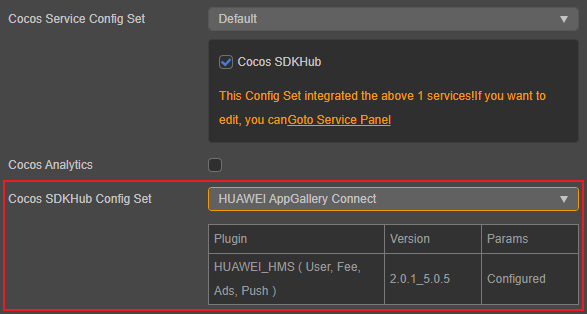 Cocos Service Config Set Default
Cocos SDKHub
This Config Set integrated the above 1 services!If you want to
edit, you canGoto Service Panel
Cocos Analytics
Cocos SDKHub Config Set HUAWEI AppGallery Connect
Plugin Version Params
HUAWEI_HMS ( User, Fee,
Ads, Push ) 2.0.1_5.0.5 Configured